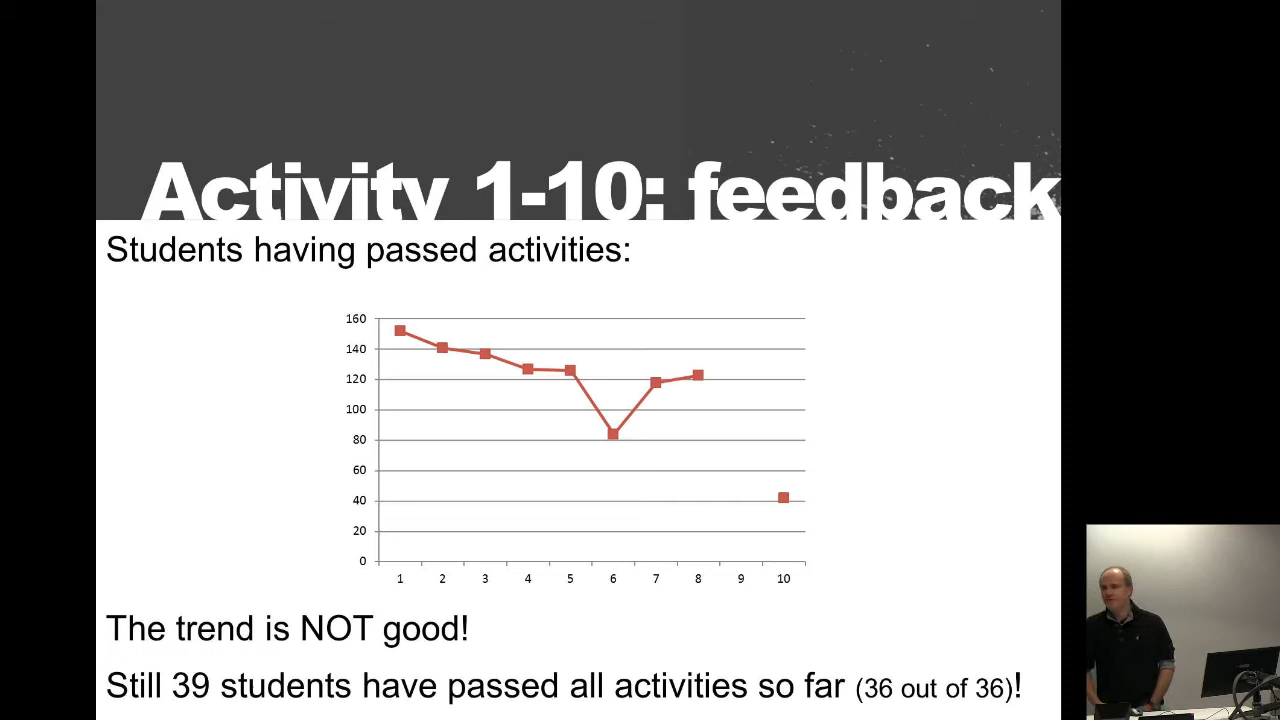 Activity 1-10: feedback
Students having passed activities:
160
140
120
100
80
60
40
20
0
1 2 3 4 5 6 7 8 9 10
The trend is NOT good!
Still 39 students have passed all activities so far (36 out of 36)!